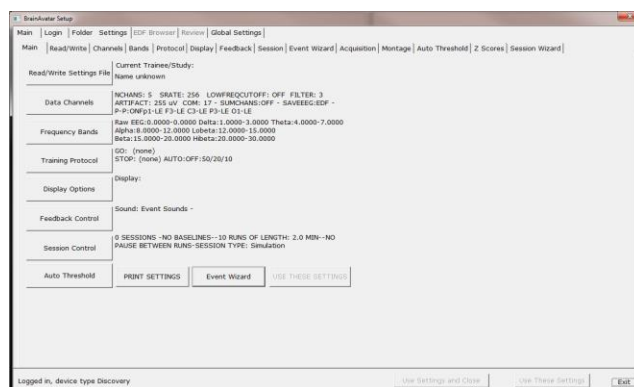 BrainAvatar Setup
Main Login Folder Settings EDF Browser Review Global Settings
Main Read/Write Channels Bands Protocol Display Feedback Session Event Wizard Acquisition Montage Auto Threshold Z Scores Session Wizard
Read/Write Settings File
Current Trainee/Study:
Name unknown
Data Channels
NCHANS: 5 SRATE: 256 LOWFREQCUTOFF: OFF FILTER: 3
ARTIFACT: 255 uV COM: 17 - SUMCHANS:OFF - SAVEEEG:EDF -
P-P:ONFp1-LE F3-LE C3-LE P3-LE O1-LE
Frequency Bands
Raw EEG:0.0000-0.0000 Delta:1.0000-3.0000 Theta:4.0000-7.0000
Alpha:8.0000-12.0000 Lobeta:12.0000-15.0000
Beta:15.0000-20.0000 Hibeta:20.0000-30.0000
Training Protocol
GO: (none)
STOP: (none) AUTO:OFF:50/20/10
Display Options
Display:
Feedback Control
Sound: Event Sounds -
Session Control
0 SESSIONS -NO BASELINES--10 RUNS OF LENGTH: 2.0 MIN--NO
PAUSE BETWEEN RUNS-SESSION TYPE: Simulation
Auto Threshold
PRINT SETTINGS
Event Wizard
USE THESE SETTINGS
Logged in, device type Discovery
Use Settings and Close
Use These Settings
Exit